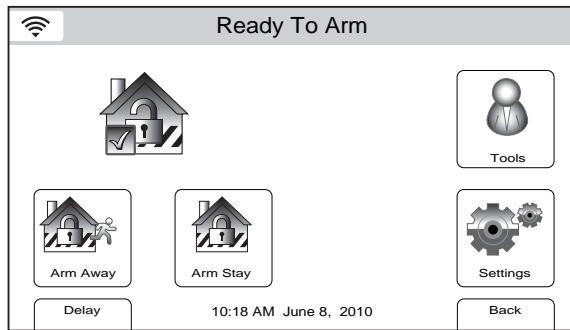 Ready To Arm
Tools
Arm Away
Arm Stay
Settings
Delay
10:18 AM June 8, 2010
Back